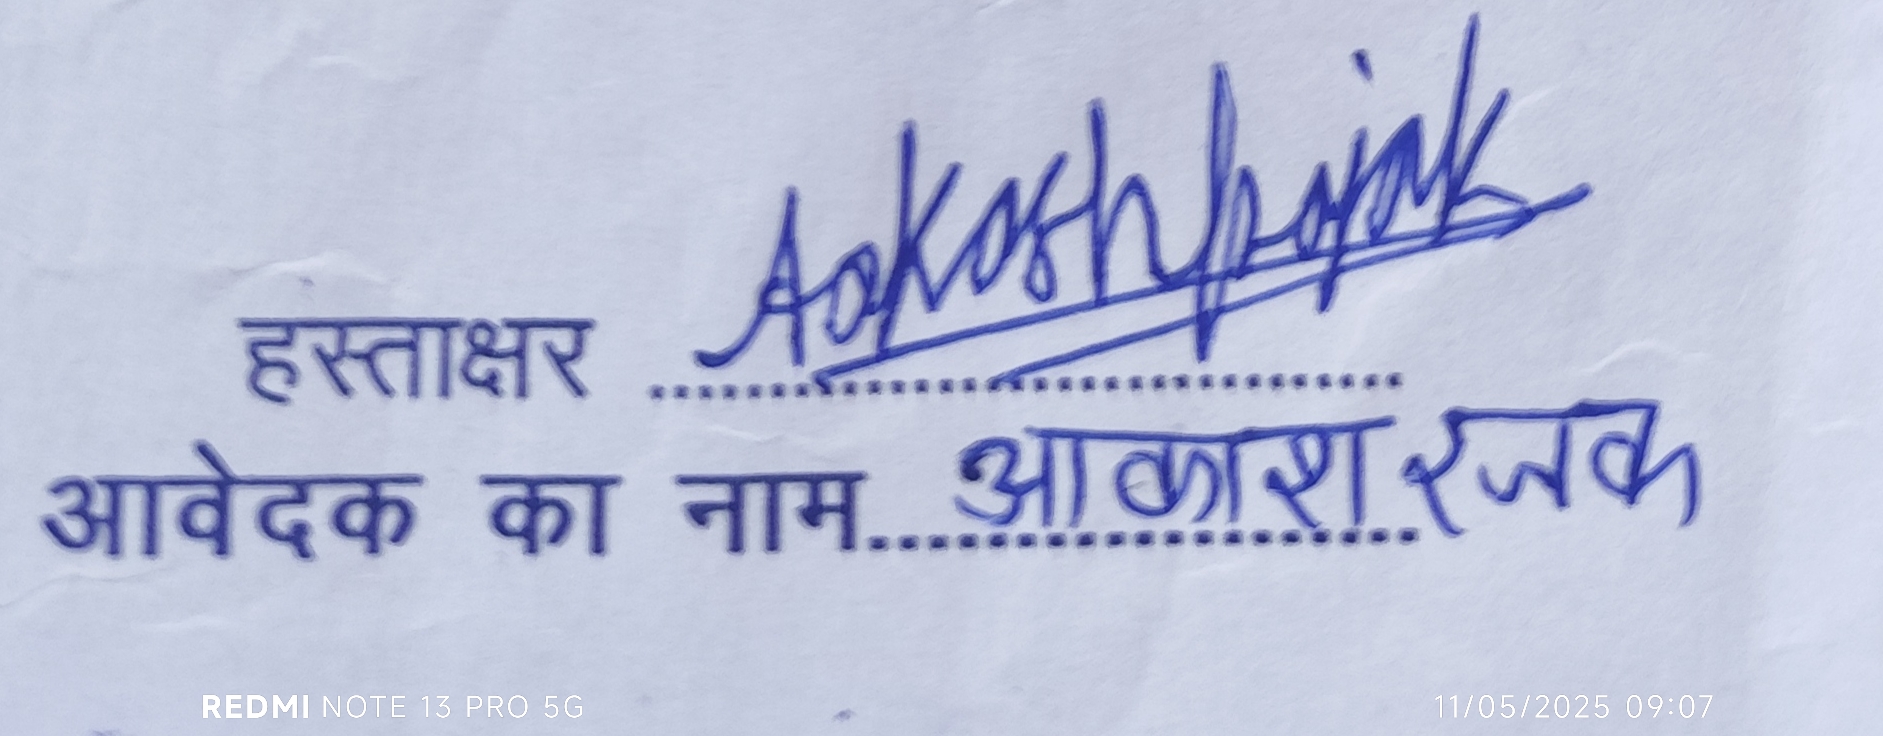 हस्ताक्षर .......... Aakash rajak
आवेदक का नाम.......... आकाश रजक
REDMI NOTE 13 PRO 5G
11/05/2025 09:07